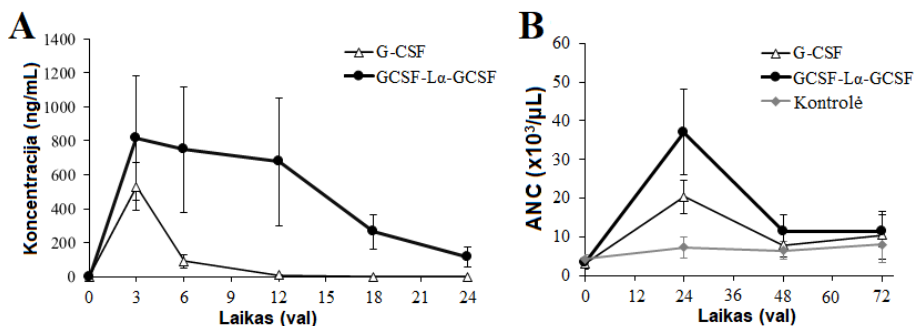 A
Koncentracija (ng/mL)
1400
1200
1000
800
600
400
200
0
G-CSF
GCSF-Lα-GCSF
0 3 6 9 12 15 18 21 24
Laikas (val)
B
ANC (x10³/µL)
60
50
40
30
20
10
0
G-CSF
GCSF-Lα-GCSF
Kontrolė
0 12 24 36 48 60 72
Laikas (val)